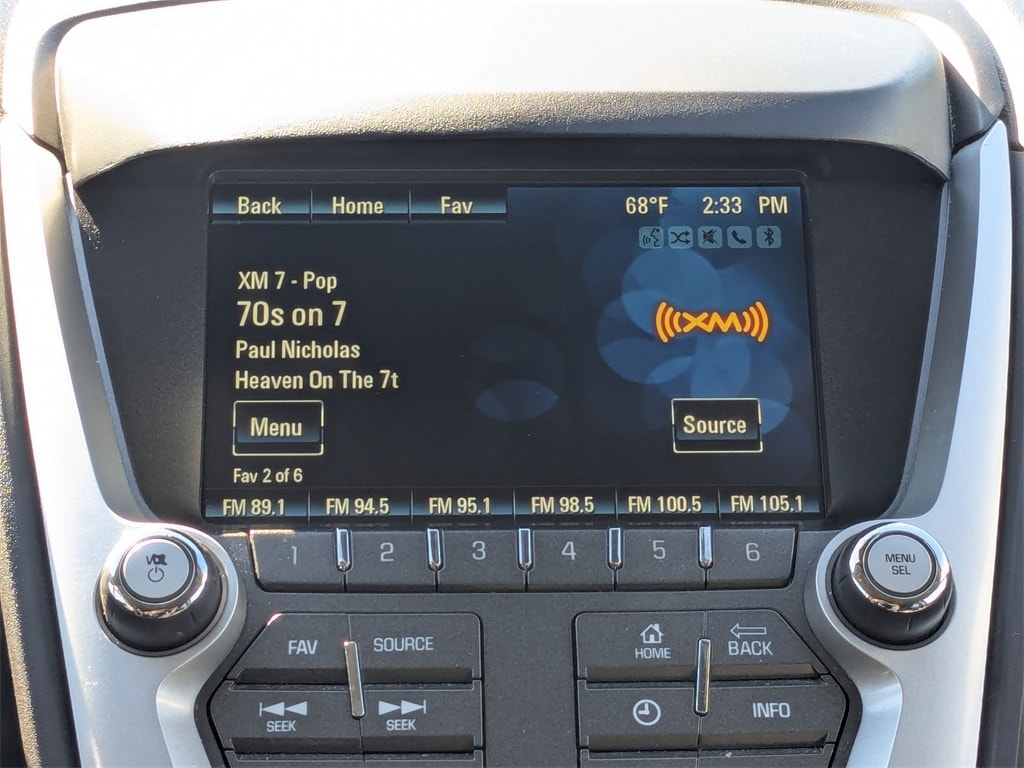 Back Home Fav 68°F 2:33 PM
XM 7 - Pop
70s on 7
XM
Paul Nicholas
Heaven On The 7t
Menu Source
Fav 2 of 6
FM 89.1 FM 94.5 FM 95.1 FM 98.5 FM 100.5 FM 105.1
1 2 3 4 5 6
VOL
MENU
SEL
FAV SOURCE
HOME BACK
SEEK SEEK
INFO